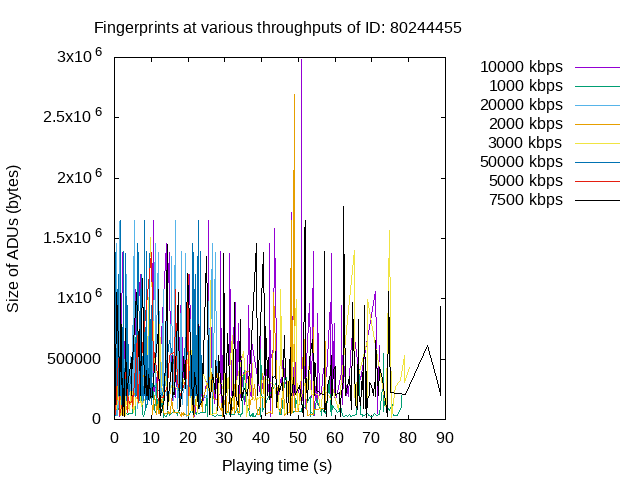 Fingerprints at various throughputs of ID: 80244455
3x10 6
2.5x10 6
2x10 6
1.5x10 6
1x10 6
500000
0
Size of ADUs (bytes)
0 10 20 30 40 50 60 70 80 90
Playing time (s)
10000 kbps
1000 kbps
20000 kbps
2000 kbps
3000 kbps
50000 kbps
5000 kbps
7500 kbps